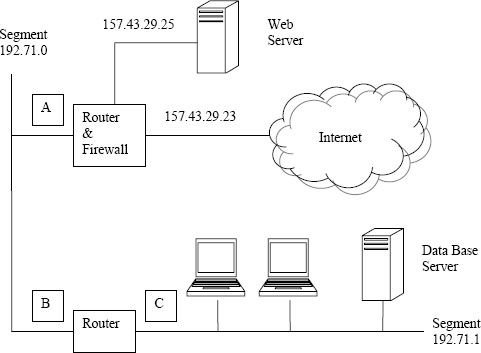 Segment
192.71.0
157.43.29.25
Web
Server
A
Router
&
Firewall
157.43.29.23
Internet
Data Base
Server
B
Router
C
Segment
192.71.1